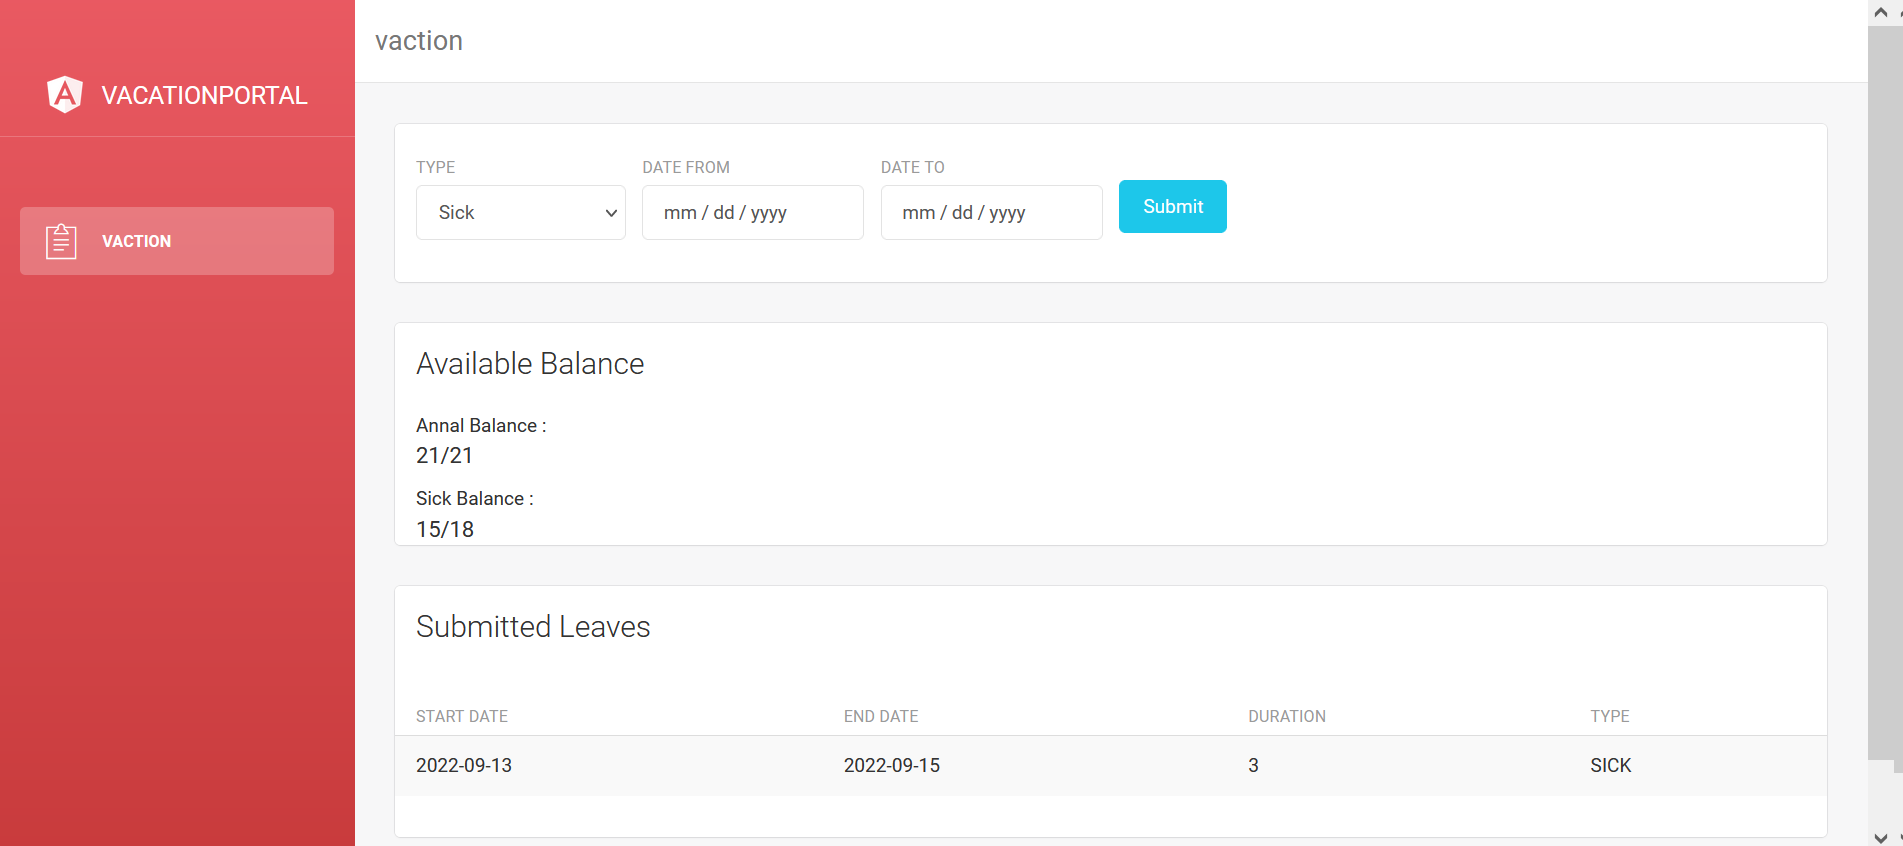 VACATIONPORTAL
VACTION
vaction
TYPE DATE FROM DATE TO
Sick mm / dd / yyyy mm / dd / yyyy Submit
Available Balance
Annal Balance :
21/21
Sick Balance :
15/18
Submitted Leaves
START DATE END DATE DURATION TYPE
2022-09-13 2022-09-15 3 SICK